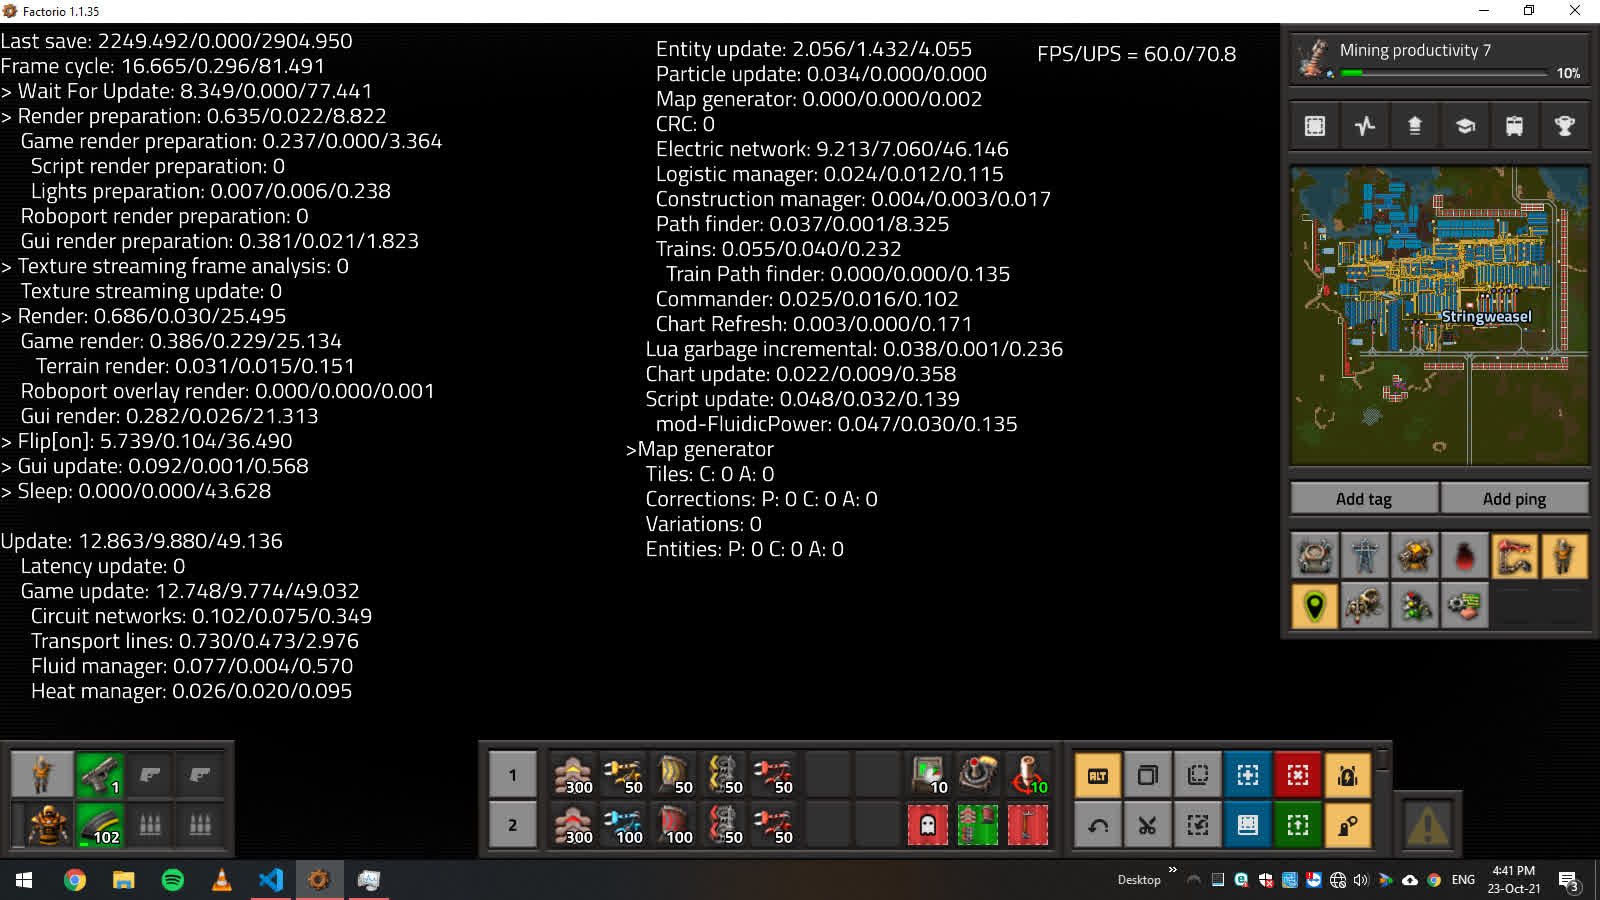 Factorio 1.1.35
Last save: 2249.492/0.000/2904.950
Frame cycle: 16.665/0.296/81.491
> Wait For Update: 8.349/0.000/77.441
> Render preparation: 0.635/0.022/8.822
Game render preparation: 0.237/0.000/3.364
Script render preparation: 0
Lights preparation: 0.007/0.006/0.238
Roboport render preparation: 0
Gui render preparation: 0.381/0.021/1.823
> Texture streaming frame analysis: 0
Texture streaming update: 0
> Render: 0.686/0.030/25.495
Game render: 0.386/0.229/25.134
Terrain render: 0.031/0.015/0.151
Roboport overlay render: 0.000/0.000/0.001
Gui render: 0.282/0.026/21.313
> Flip[on]: 5.739/0.104/36.490
> Gui update: 0.092/0.001/0.568
> Sleep: 0.000/0.000/43.628
Update: 12.863/9.880/49.136
Latency update: 0
Game update: 12.748/9.774/49.032
Circuit networks: 0.102/0.075/0.349
Transport lines: 0.730/0.473/2.976
Fluid manager: 0.077/0.004/0.570
Heat manager: 0.026/0.020/0.095
Entity update: 2.056/1.432/4.055
Particle update: 0.034/0.000/0.000
Map generator: 0.000/0.000/0.002
CRC: 0
Electric network: 9.213/7.060/46.146
Logistic manager: 0.024/0.012/0.115
Construction manager: 0.004/0.003/0.017
Path finder: 0.037/0.001/8.325
Trains: 0.055/0.040/0.232
Train Path finder: 0.000/0.000/0.135
Commander: 0.025/0.016/0.102
Chart Refresh: 0.003/0.000/0.171
Lua garbage incremental: 0.038/0.001/0.236
Chart update: 0.022/0.009/0.358
Script update: 0.048/0.032/0.139
mod-FluidicPower: 0.047/0.030/0.135
>Map generator
Tiles: C: 0 A: 0
Corrections: P: 0 C: 0 A: 0
Variations: 0
Entities: P: 0 C: 0 A: 0
FPS/UPS = 60.0/70.8
Mining productivity 7
10%
Stringweasel
Add tag
Add ping
1
102
1
300
50
50
50
50
10
10
2
300
100
100
50
50
ALT
Desktop
»
ENG
4:41 PM
23-Oct-21
3